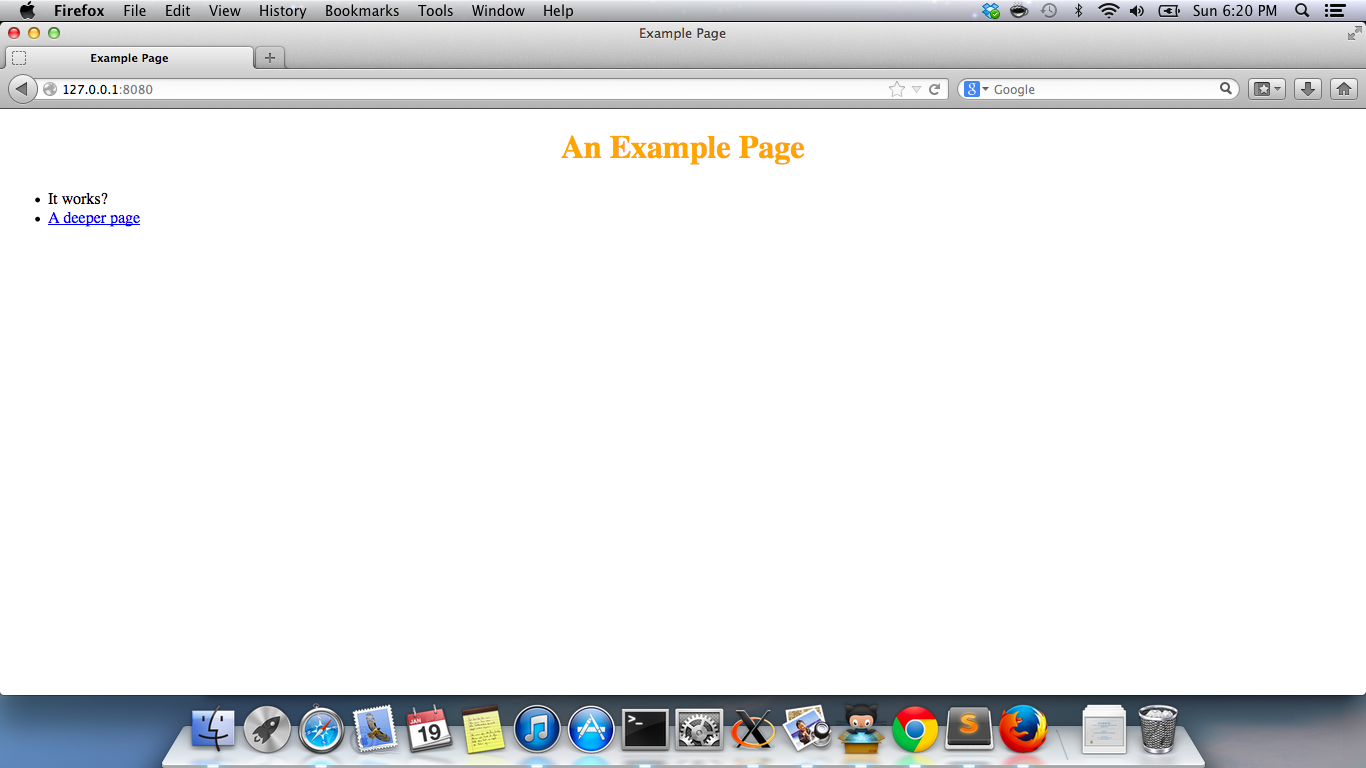 Firefox File Edit View History Bookmarks Tools Window Help Sun 6:20 PM
Example Page
Example Page
127.0.0.1:8080 8 Google
An Example Page
• It works?
• A deeper page
JAN
19
>_
S